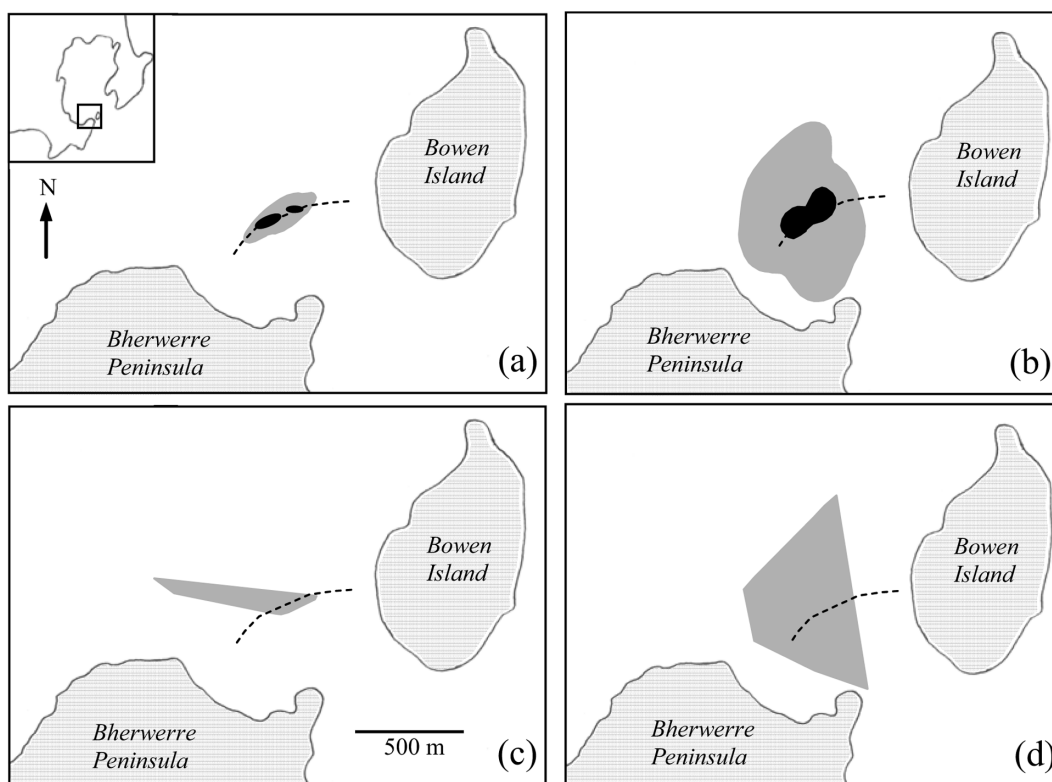 N
Bowen
Island
Bherwerre
Peninsula
(a)
Bowen
Island
Bherwerre
Peninsula
(b)
Bowen
Island
Bherwerre
Peninsula
500 m
(c)
Bowen
Island
Bherwerre
Peninsula
(d)